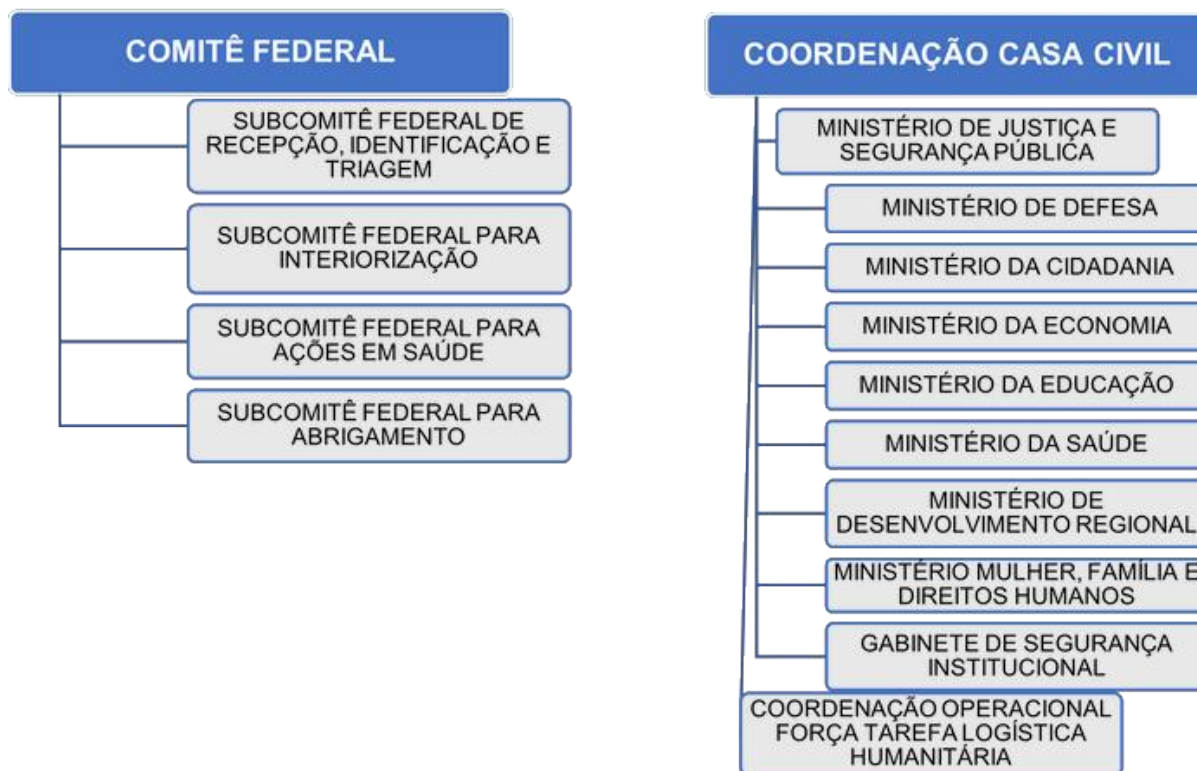 COMITÊ FEDERAL
SUBCOMITÊ FEDERAL DE
RECEPÇÃO, IDENTIFICAÇÃO E
TRIAGEM
SUBCOMITÊ FEDERAL PARA
INTERIORIZAÇÃO
SUBCOMITÊ FEDERAL PARA
AÇÕES EM SAÚDE
SUBCOMITÊ FEDERAL PARA
ABRIGAMENTO
COORDENAÇÃO CASA CIVIL
MINISTÉRIO DE JUSTIÇA E
SEGURANÇA PÚBLICA
MINISTÉRIO DE DEFESA
MINISTÉRIO DA CIDADANIA
MINISTÉRIO DA ECONOMIA
MINISTÉRIO DA EDUCAÇÃO
MINISTÉRIO DA SAÚDE
MINISTÉRIO DE
DESENVOLVIMENTO REGIONAL
MINISTÉRIO MULHER, FAMÍLIA E
DIREITOS HUMANOS
GABINETE DE SEGURANÇA
INSTITUCIONAL
COORDENAÇÃO OPERACIONAL
FORÇA TAREFA LOGÍSTICA
HUMANITÁRIA